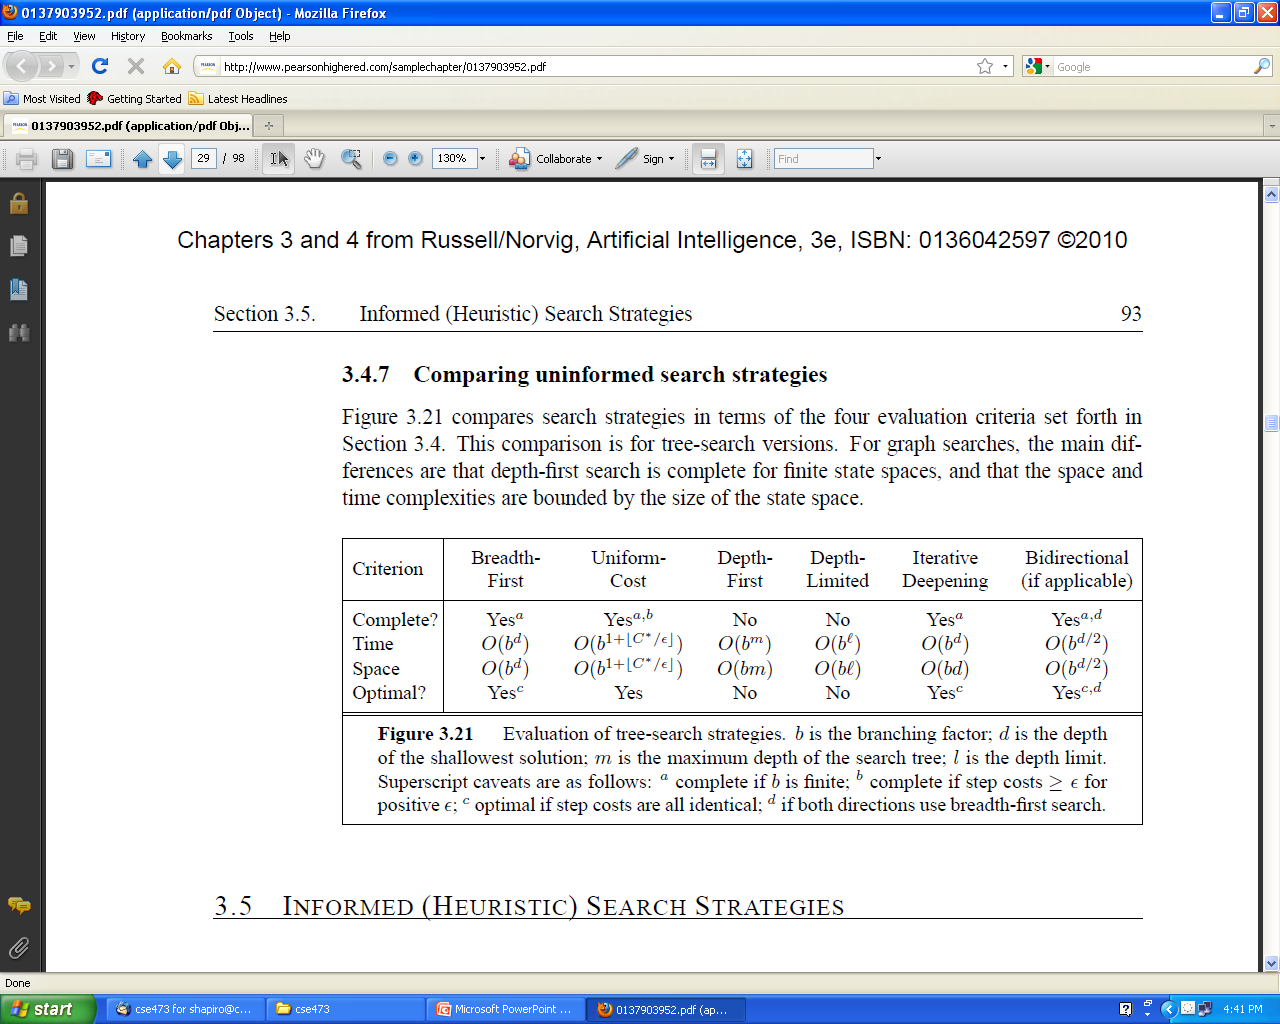 0137903952.pdf (application/pdf Object) - Mozilla Firefox
File Edit View History Bookmarks Tools Help
http://www.pearsonhighered.com/samplechapter/0137903952.pdf
Google
Most Visited Getting Started Latest Headlines
0137903952.pdf (application/pdf Obj...
29 / 98 130% Collaborate Sign Find
Chapters 3 and 4 from Russell/Norvig, Artificial Intelligence, 3e, ISBN: 0136042597 ©2010
Section 3.5. Informed (Heuristic) Search Strategies 93
3.4.7 Comparing uninformed search strategies
Figure 3.21 compares search strategies in terms of the four evaluation criteria set forth in
Section 3.4. This comparison is for tree-search versions. For graph searches, the main dif-
ferences are that depth-first search is complete for finite state spaces, and that the space and
time complexities are bounded by the size of the state space.
Criterion Breadth-First Uniform-Cost Depth-First Depth-Limited Iterative Deepening Bidirectional (if applicable)
Complete? Yes^a Yes^a,b No No Yes^a Yes^a,d
Time O(b^d) O(b^1+⌊C*/ϵ⌋) O(b^m) O(b^ℓ) O(b^d) O(b^d/2)
Space O(b^d) O(b^1+⌊C*/ϵ⌋) O(bm) O(bℓ) O(bd) O(b^d/2)
Optimal? Yes^c Yes No No Yes^c Yes^c,d
Figure 3.21 Evaluation of tree-search strategies. b is the branching factor; d is the depth
of the shallowest solution; m is the maximum depth of the search tree; l is the depth limit.
Superscript caveats are as follows: ^a complete if b is finite; ^b complete if step costs ≥ ϵ for
positive ϵ; ^c optimal if step costs are all identical; ^d if both directions use breadth-first search.
3.5 INFORMED (HEURISTIC) SEARCH STRATEGIES
Done
start cse473 for shapiro@c... cse473 Microsoft PowerPoint ... 0137903952.pdf (ap... 4:41 PM